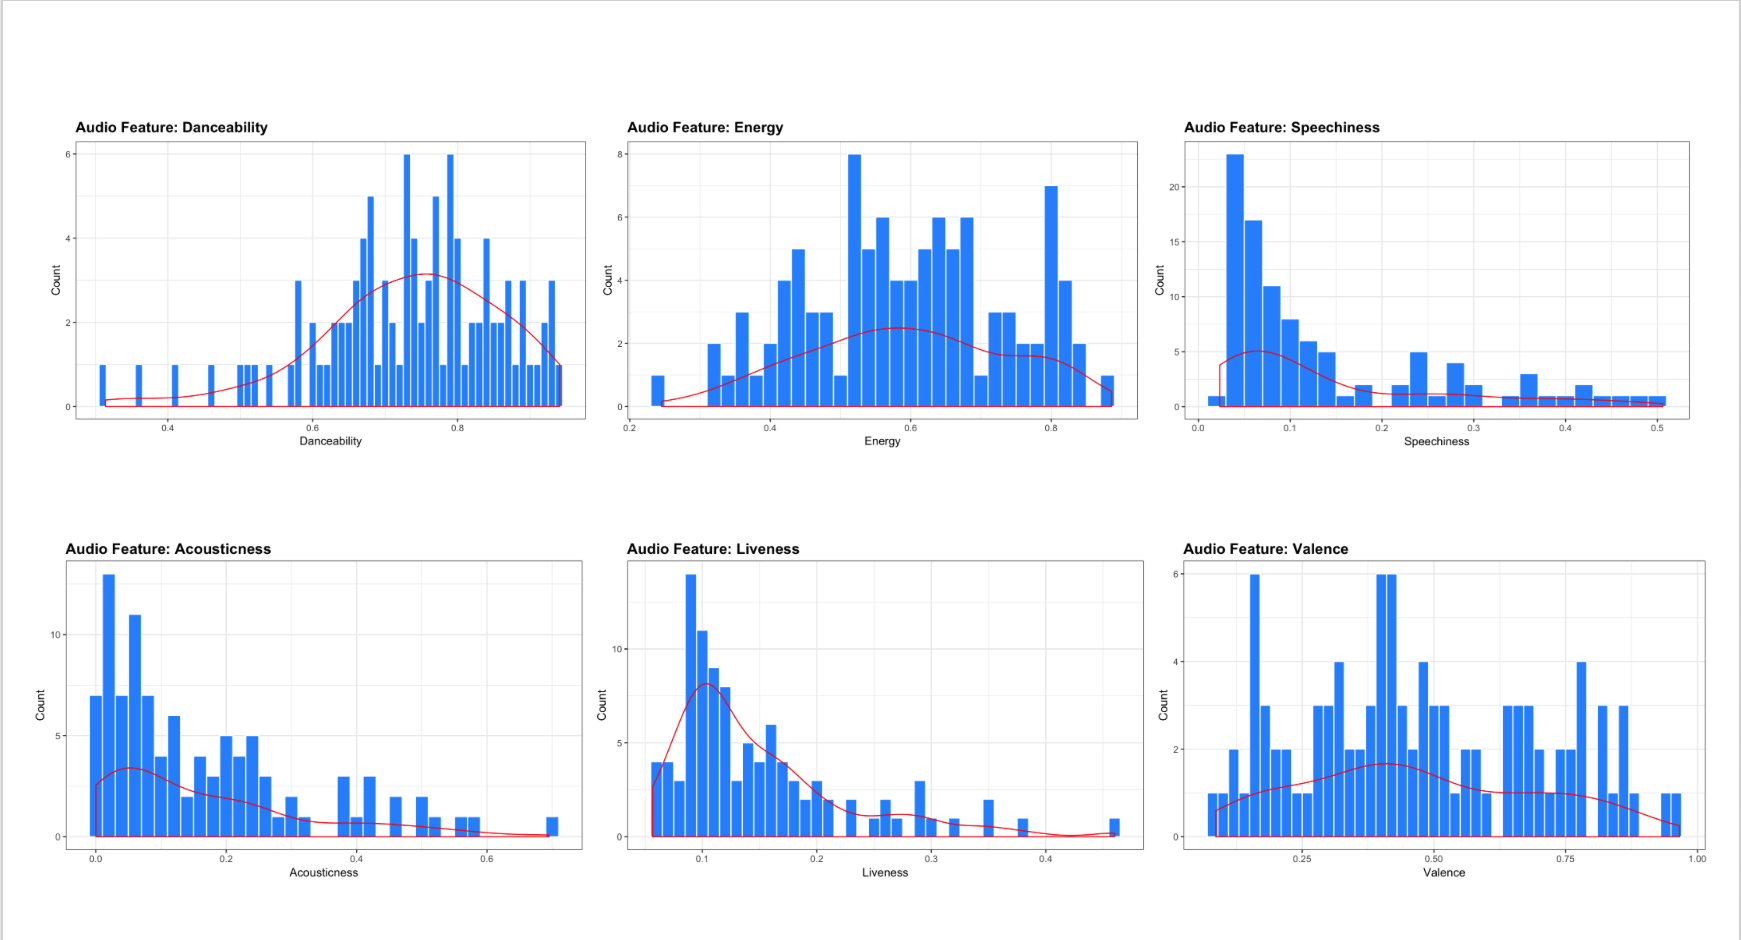 Audio Feature: Danceability
6
4
2
0
Count
0.4 0.6 0.8
Danceability
Audio Feature: Energy
8
6
4
2
0
Count
0.2 0.4 0.6 0.8
Energy
Audio Feature: Speechiness
20
15
10
5
0
Count
0.0 0.1 0.2 0.3 0.4 0.5
Speechiness
Audio Feature: Acousticness
10
5
0
Count
0.0 0.2 0.4 0.6
Acousticness
Audio Feature: Liveness
10
5
0
Count
0.1 0.2 0.3 0.4
Liveness
Audio Feature: Valence
6
4
2
0
Count
0.25 0.50 0.75 1.00
Valence